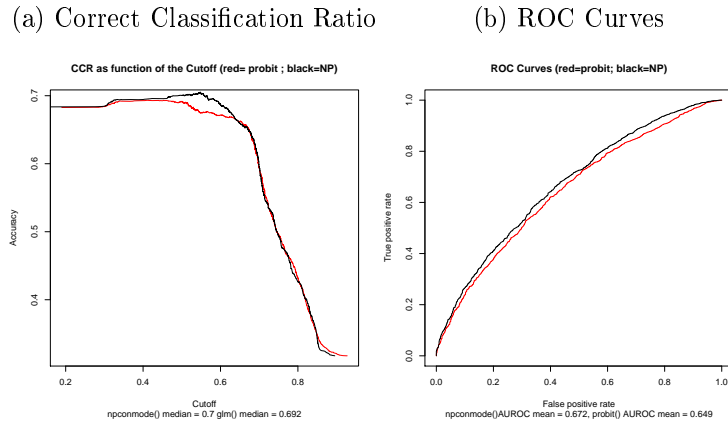 (a) Correct Classification Ratio
(b) ROC Curves
CCR as function of the Cutoff (red= probit ; black=NP)
Accuracy
0.7
0.6
0.5
0.4
0.2
0.4
0.6
0.8
Cutoff
npconmode() median = 0.7 glm() median = 0.692
ROC Curves (red=probit; black=NP)
True positive rate
1.0
0.8
0.6
0.4
0.2
0.0
0.0
0.2
0.4
0.6
0.8
1.0
False positive rate
npconmode()AUROC mean = 0.672, probit() AUROC mean = 0.649